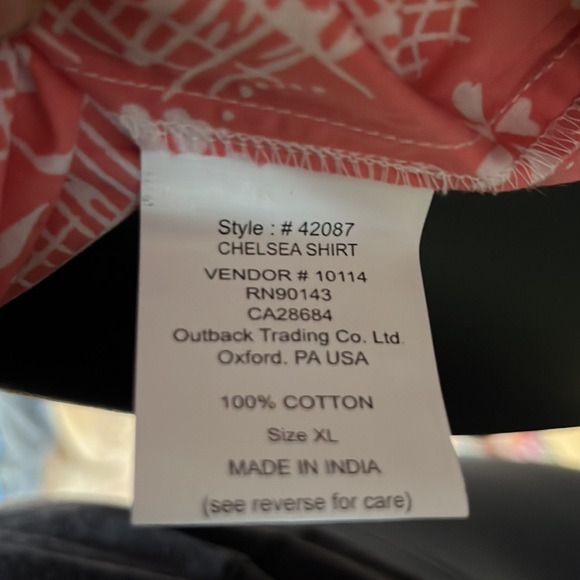 Style : # 42087
CHELSEA SHIRT
VENDOR # 10114
RN90143
CA28684
Outback Trading Co. Ltd.
Oxford. PA USA
100% COTTON
Size XL
MADE IN INDIA
(see reverse for care)